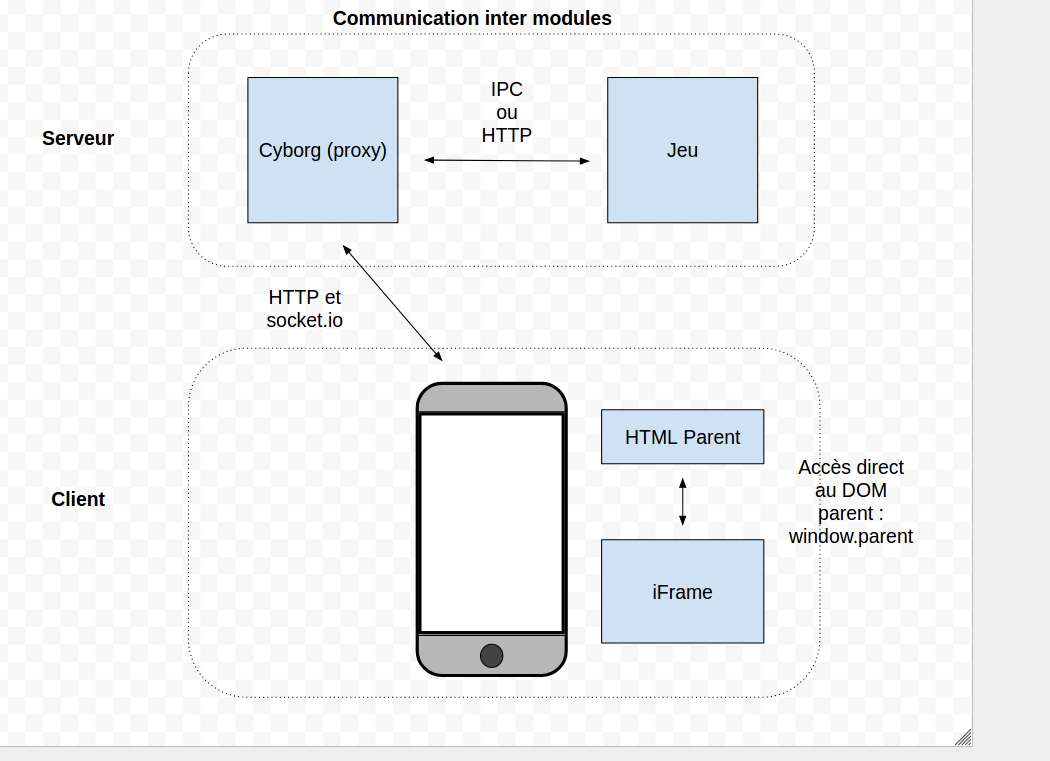 Communication inter modules
Serveur
Cyborg (proxy)
IPC
ou
HTTP
Jeu
HTTP et
socket.io
Client
HTML Parent
iFrame
Accès direct
au DOM
parent :
window.parent